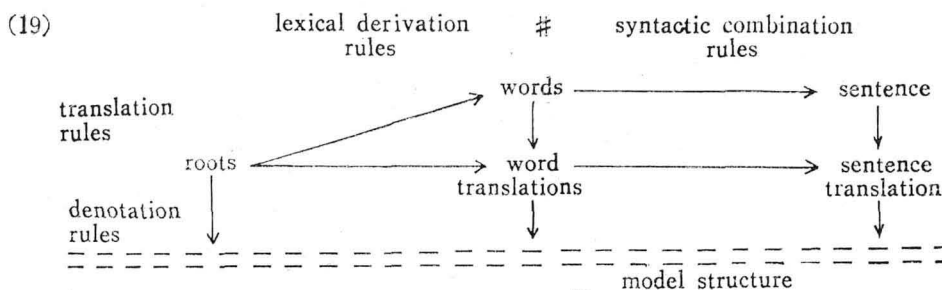 (19) lexical derivation # syntactic combination
rules rules
words sentence
translation
rules
roots word sentence
translations translation
denotation
rules
model structure